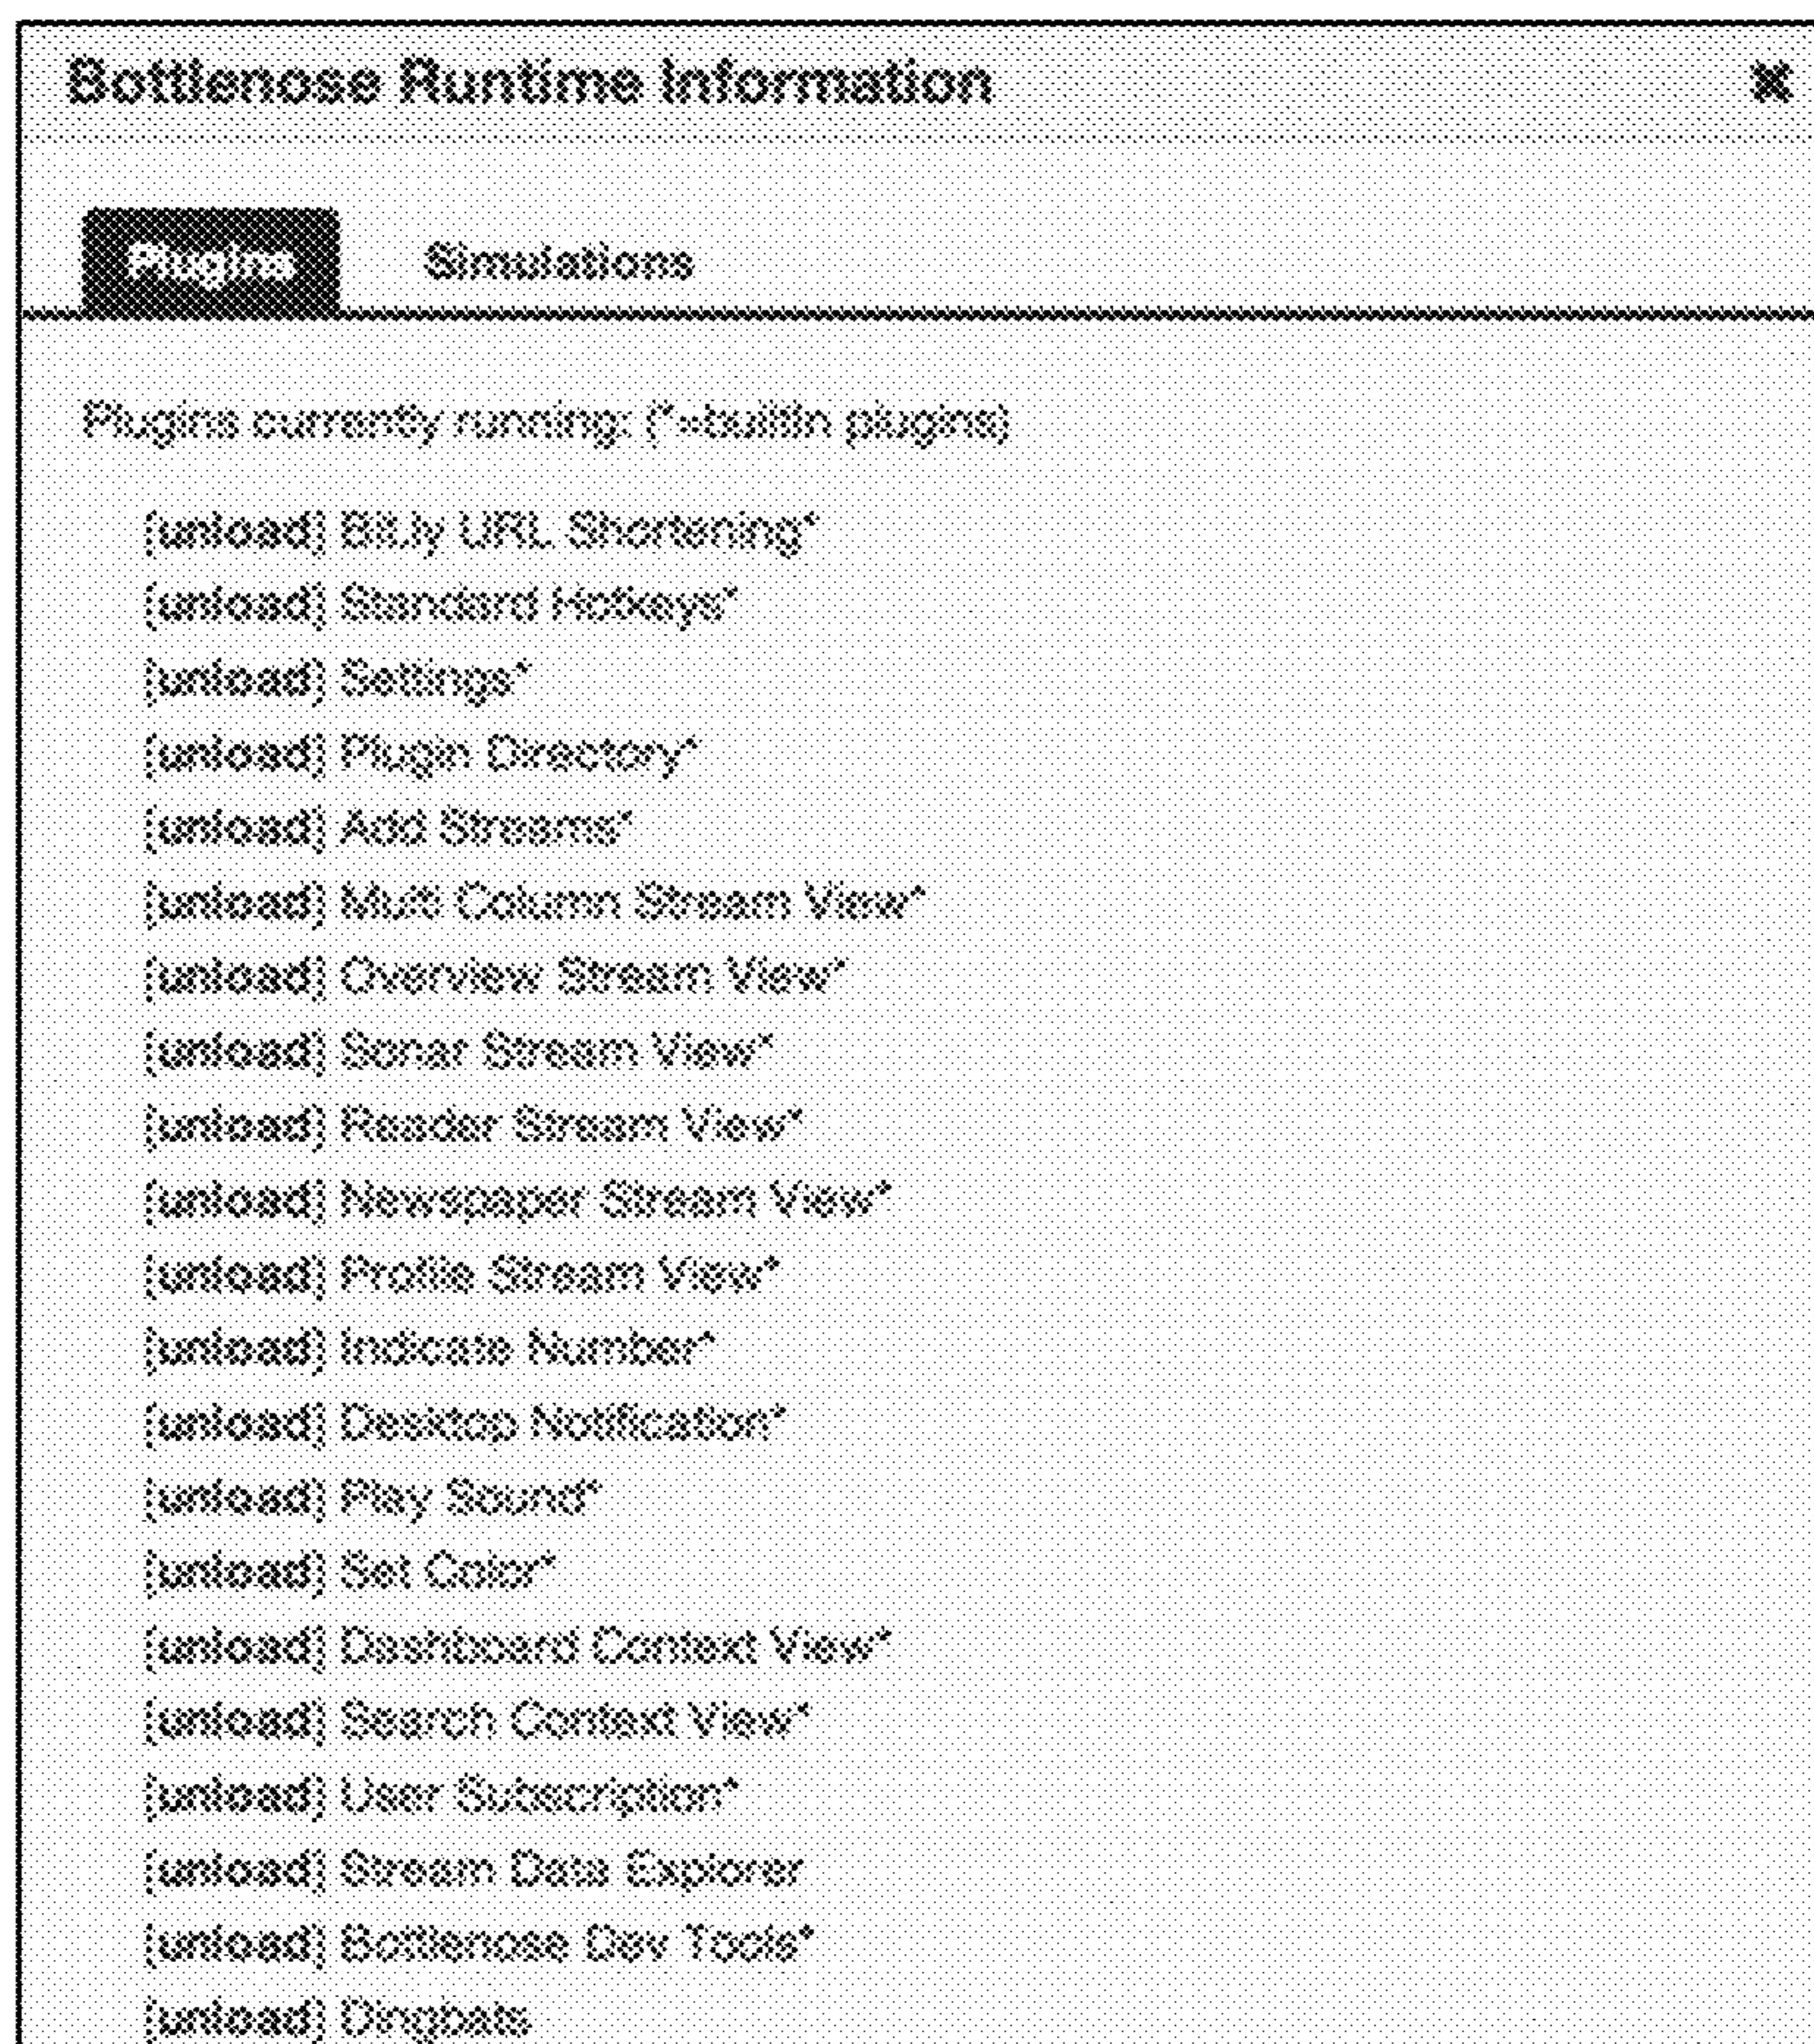 Bottlenose Runtime Information ✖
Plugins Simulations
Plugins currently running: (*=builtin plugins)
[unload] Bit.ly URL Shortening*
[unload] Standard Hotkeys*
[unload] Settings*
[unload] Plugin Directory*
[unload] Add Streams*
[unload] Multi Column Stream View*
[unload] Overview Stream View*
[unload] Sonar Stream View*
[unload] Reader Stream View*
[unload] Newspaper Stream View*
[unload] Profile Stream View*
[unload] Indicate Number*
[unload] Desktop Notification*
[unload] Play Sound*
[unload] Set Color*
[unload] Dashboard Context View*
[unload] Search Context View*
[unload] User Subscription*
[unload] Stream Data Explorer
[unload] Bottlenose Dev Tools*
[unload] Dingbats